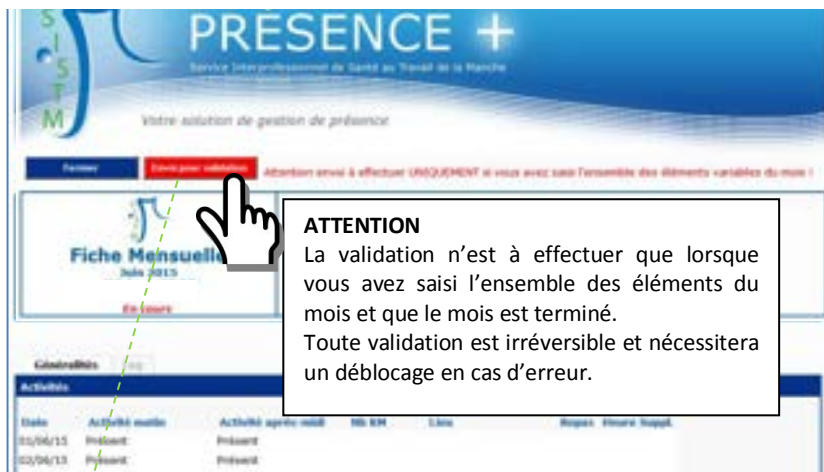 SISTM
PRÉSENCE +
Service Interprofessionnel de Santé au Travail de la Manche
Votre solution de gestion de présence
Fermer
Envoi pour validation
Attention envoi à effectuer UNIQUEMENT si vous avez saisi l'ensemble des éléments variables du mois !
Fiche Mensuelle
Juin 2015
En cours
ATTENTION
La validation n’est à effectuer que lorsque
vous avez saisi l’ensemble des éléments du
mois et que le mois est terminé.
Toute validation est irréversible et nécessitera
un déblocage en cas d’erreur.
Généralités
Activités
Date Activité matin Activité après-midi Nb KM Lieu Repas Heure Suppl.
01/06/15 Présent Présent
02/06/15 Présent Présent